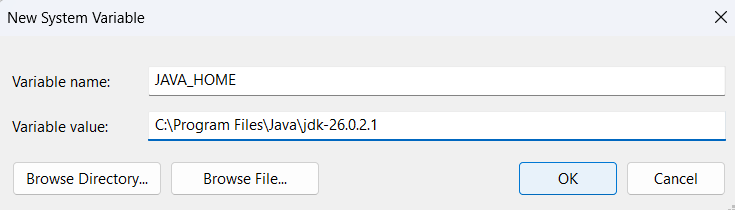 New System Variable
Variable name:
JAVA_HOME
Variable value:
C:\Program Files\Java\jdk-26.0.2.1
Browse Directory...
Browse File...
OK
Cancel